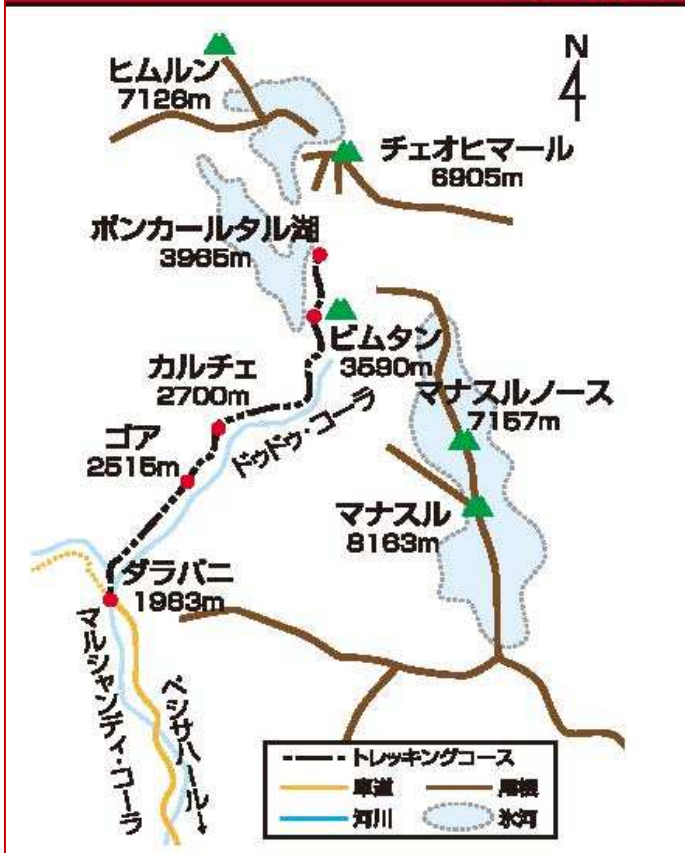 N
ヒムルン
7126m
チェオヒマール
6905m
ポンカールタル湖
3965m
ビムタン
3590m
カルチェ
2700m
マナスルノース
7157m
ゴア
2515m
ドゥドゥ・コーラ
マナスル
8163m
ダラパニ
1963m
マルシャンディ・コーラ
ベシサハール→
トレッキングコース
車道
尾根
河川
氷河